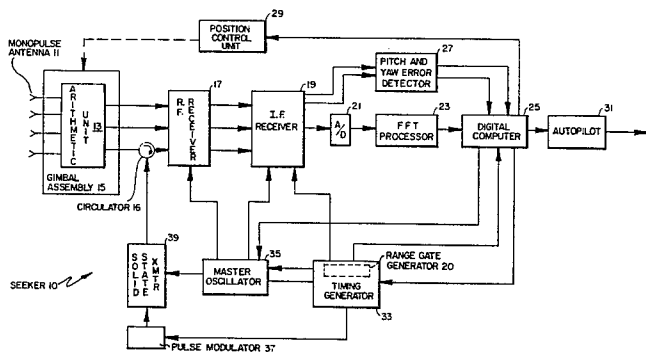 29
POSITION CONTROL UNIT
MONOPULSE ANTENNA 11
ARITHMETIC UNIT 13
GIMBAL ASSEMBLY 15
CIRCULATOR 16
17
R.F. RECEIVER
19
I.F. RECEIVER
27
PITCH AND YAW ERROR DETECTOR
21
A/D
23
FFT PROCESSOR
25
DIGITAL COMPUTER
31
AUTOPILOT
39
SOLID STATE XMTR
35
MASTER OSCILLATOR
RANGE GATE GENERATOR 20
TIMING GENERATOR
33
SEEKER 10
PULSE MODULATOR 37